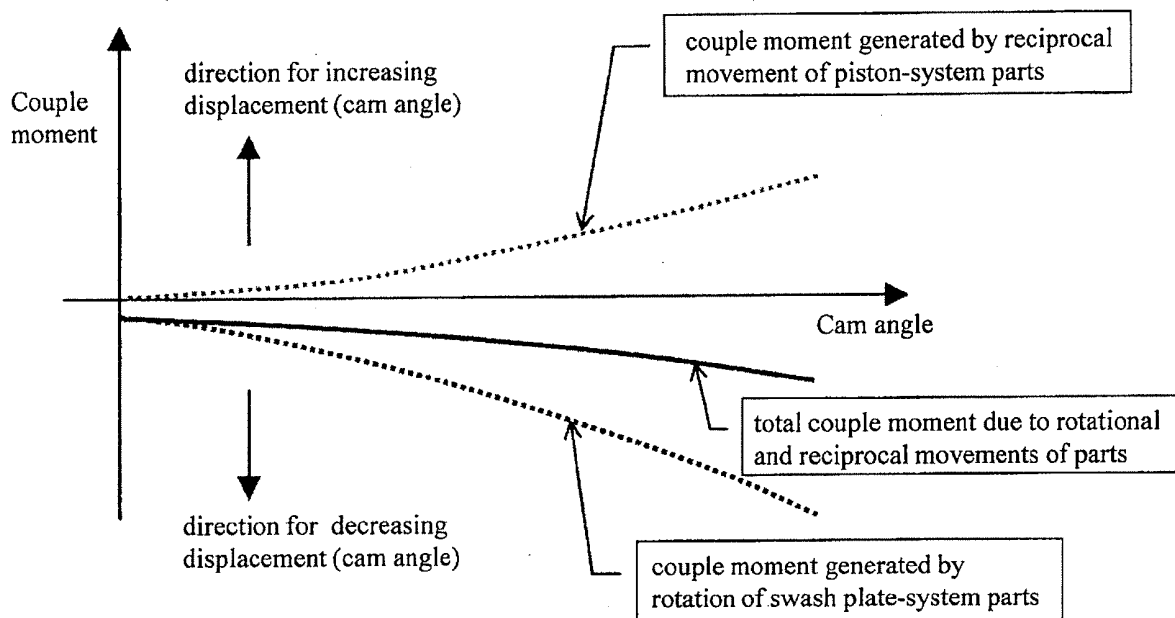 couple moment generated by reciprocal
movement of piston-system parts
direction for increasing
displacement (cam angle)
Couple
moment
Cam angle
total couple moment due to rotational
and reciprocal movements of parts
direction for decreasing
displacement (cam angle)
couple moment generated by
rotation of swash plate-system parts